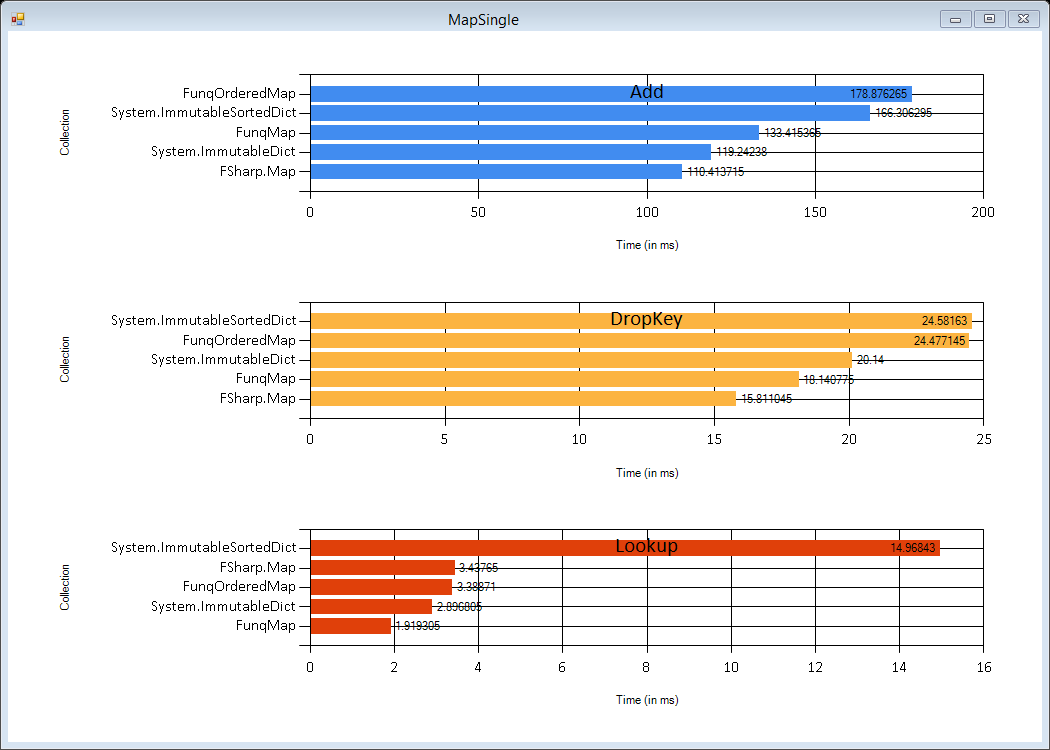 MapSingle
Add
Collection
FunqOrderedMap 178.876265
System.ImmutableSortedDict 166.306295
FunqMap 133.415365
System.ImmutableDict 119.24238
FSharp.Map 110.413715
0 50 100 150 200
Time (in ms)
DropKey
Collection
System.ImmutableSortedDict 24.58163
FunqOrderedMap 24.477145
System.ImmutableDict 20.14
FunqMap 18.140775
FSharp.Map 15.811045
0 5 10 15 20 25
Time (in ms)
Lookup
Collection
System.ImmutableSortedDict 14.96843
FSharp.Map 3.43765
FunqOrderedMap 3.38871
System.ImmutableDict 2.896805
FunqMap 1.919305
0 2 4 6 8 10 12 14 16
Time (in ms)